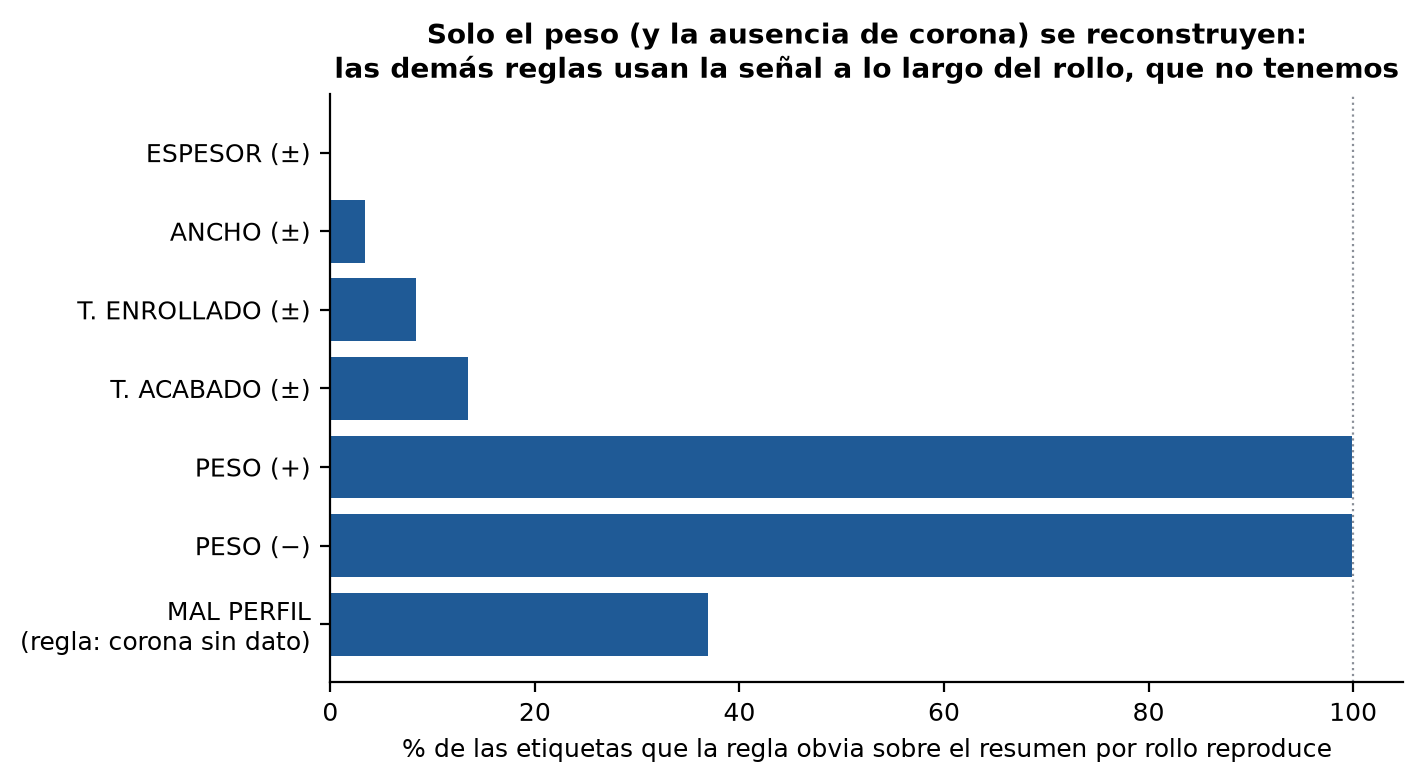 Solo el peso (y la ausencia de corona) se reconstruyen:
las demás reglas usan la señal a lo largo del rollo, que no tenemos
ESPESOR (±)
ANCHO (±)
T. ENROLLADO (±)
T. ACABADO (±)
PESO (+)
PESO (−)
MAL PERFIL
(regla: corona sin dato)
0 20 40 60 80 100
% de las etiquetas que la regla obvia sobre el resumen por rollo reproduce